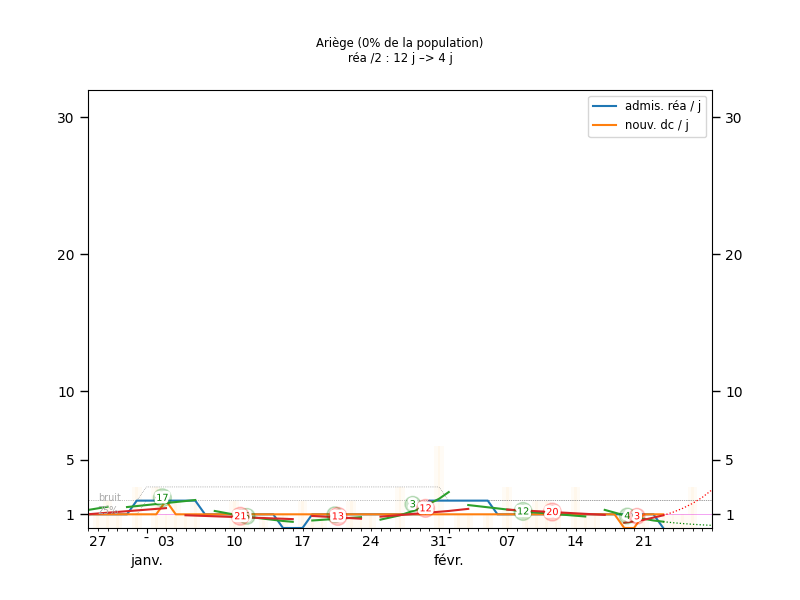 Ariège (0% de la population)
réa /2 : 12 j –> 4 j
admis. réa / j
nouv. dc / j
30 30
20 20
10 10
5 5
1 1
bruit
17
21
13
3
12
12
20
4
3
27 03 10 17 24 31 07 14 21
janv. févr.